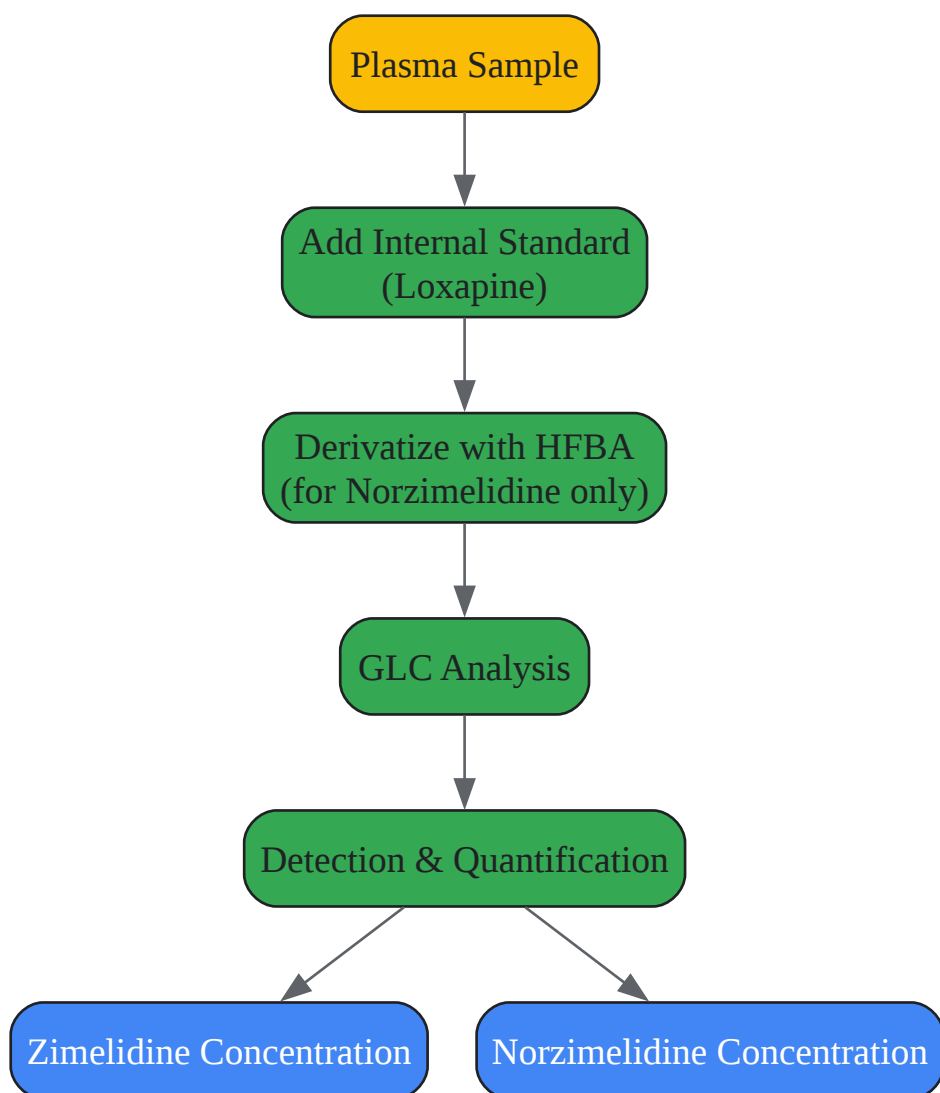 Plasma Sample
Add Internal Standard
(Loxapine)
Derivatize with HFBA
(for Norzimelidine only)
GLC Analysis
Detection & Quantification
Zimelidine Concentration
Norzimelidine Concentration